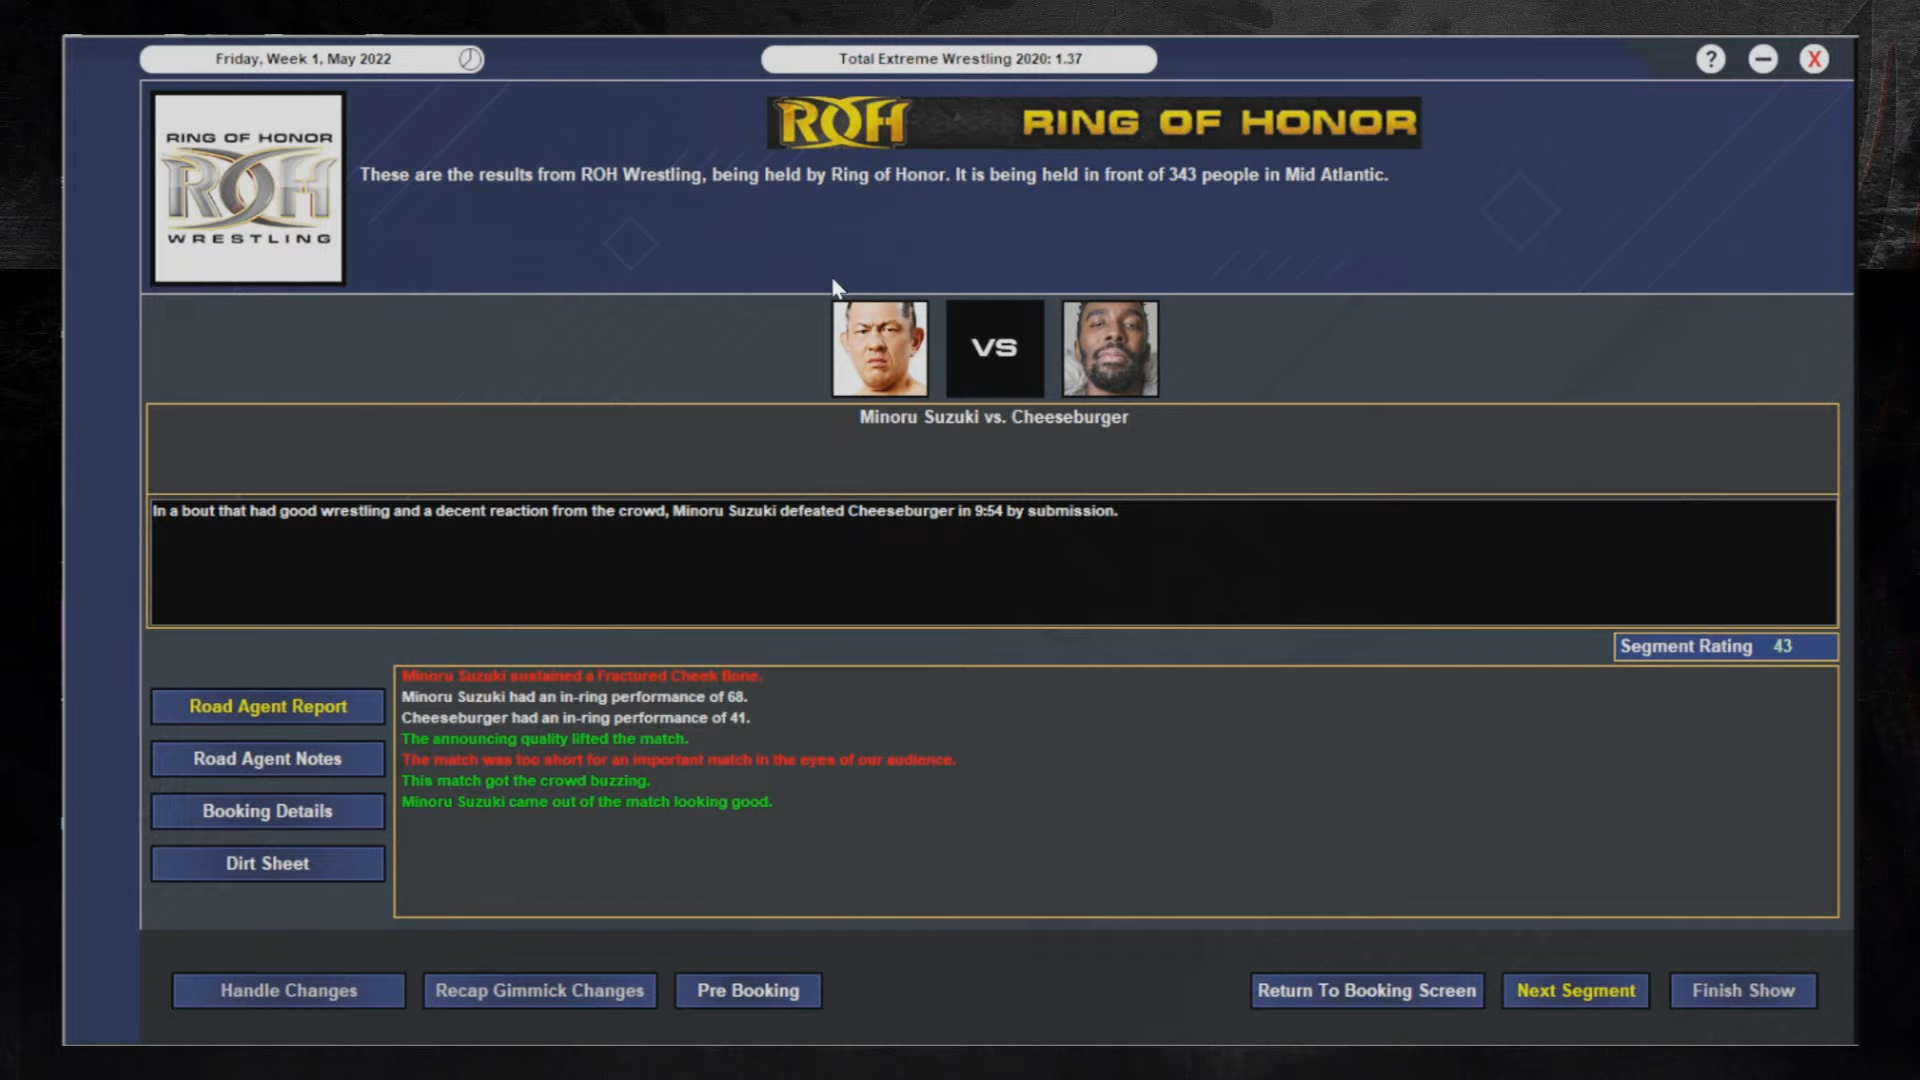 Friday, Week 1, May 2022
Total Extreme Wrestling 2020: 1.37
?
X
RING OF HONOR
ROH
WRESTLING
ROH
RING OF HONOR
These are the results from ROH Wrestling, being held by Ring of Honor. It is being held in front of 343 people in Mid Atlantic.
VS
Minoru Suzuki vs. Cheeseburger
In a bout that had good wrestling and a decent reaction from the crowd, Minoru Suzuki defeated Cheeseburger in 9:54 by submission.
Segment Rating 43
Road Agent Report
Road Agent Notes
Booking Details
Dirt Sheet
Minoru Suzuki sustained a Fractured Cheek Bone.
Minoru Suzuki had an in-ring performance of 68.
Cheeseburger had an in-ring performance of 41.
The announcing quality lifted the match.
The match was too short for an important match in the eyes of our audience.
This match got the crowd buzzing.
Minoru Suzuki came out of the match looking good.
Handle Changes
Recap Gimmick Changes
Pre Booking
Return To Booking Screen
Next Segment
Finish Show